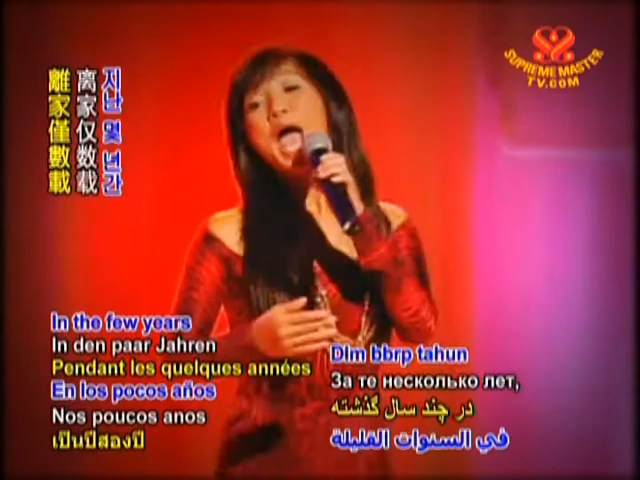 SUPREME MASTER
TV.COM
離家僅數載
离家仅数载
지난 몇 년간
In the few years
In den paar Jahren
Pendant les quelques années
En los pocos años
Nos poucos anos
เป็นปีสองปี
Dlm bbrp tahun
За те несколько лет,
در چند سال گذشته
في السنوات القليلة